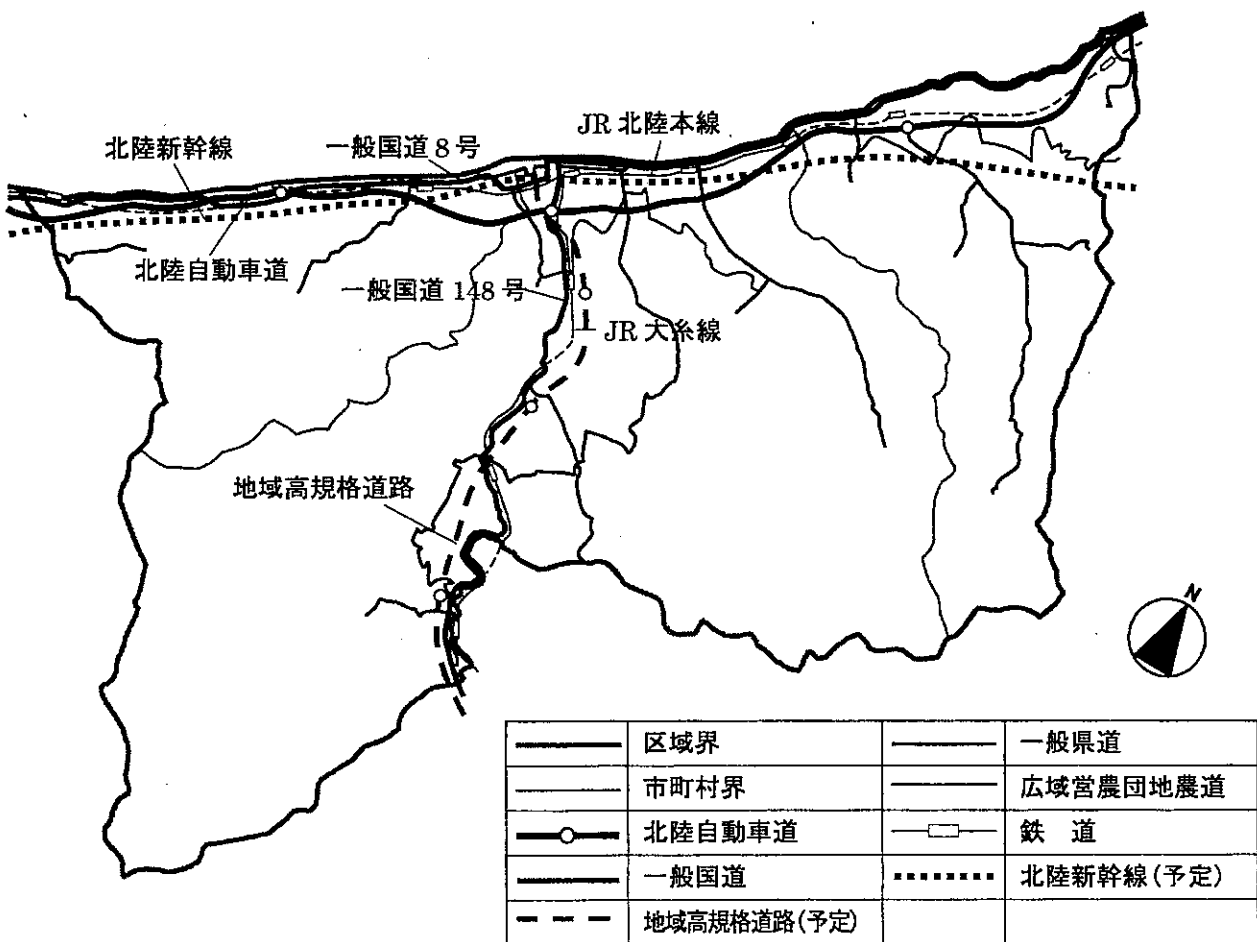 JR 北陸本線
一般国道 8 号
北陸新幹線
北陸自動車道
一般国道 148 号
JR 大糸線
地域高規格道路
N
区域界
一般県道
市町村界
広域営農団地農道
北陸自動車道
鉄 道
一般国道
北陸新幹線(予定)
地域高規格道路(予定)